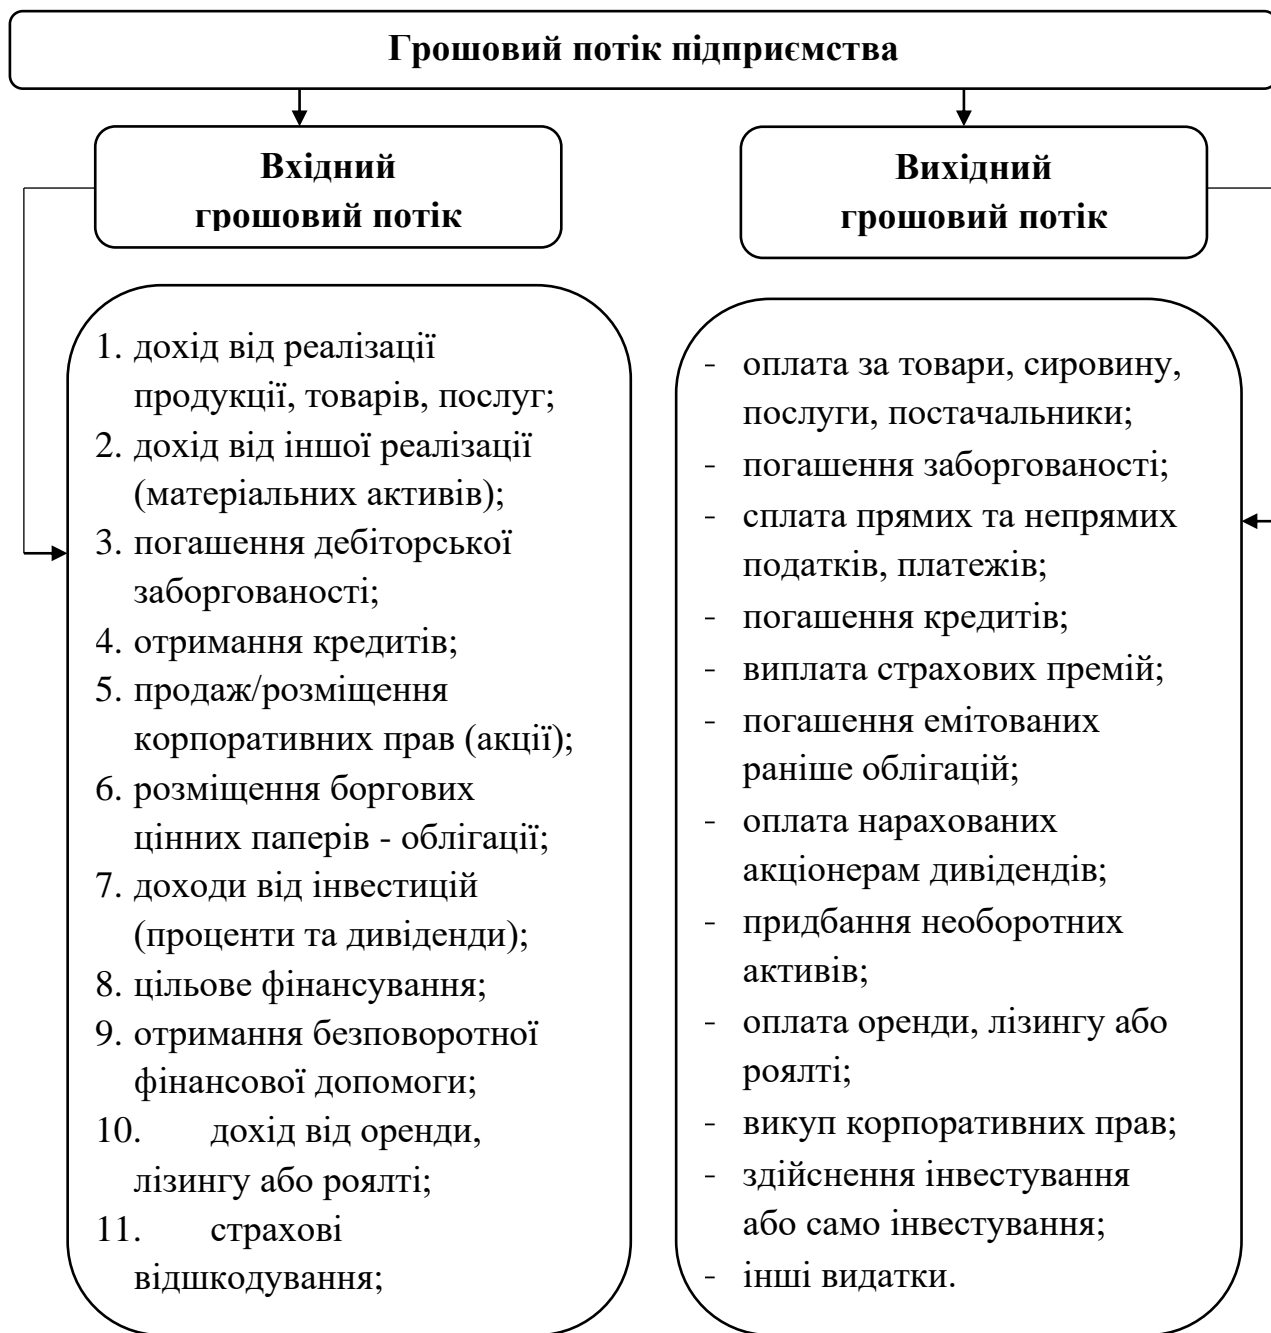 Грошовий потік підприємства
Вхідний
грошовий потік
1. дохід від реалізації
продукції, товарів, послуг;
2. дохід від іншої реалізації
(матеріальних активів);
3. погашення дебіторської
заборгованості;
4. отримання кредитів;
5. продаж/розміщення
корпоративних прав (акції);
6. розміщення боргових
цінних паперів - облігації;
7. доходи від інвестицій
(проценти та дивіденди);
8. цільове фінансування;
9. отримання безповоротної
фінансової допомоги;
10. дохід від оренди,
лізингу або роялті;
11. страхові
відшкодування;
Вихідний
грошовий потік
- оплата за товари, сировину,
послуги, постачальники;
- погашення заборгованості;
- сплата прямих та непрямих
податків, платежів;
- погашення кредитів;
- виплата страхових премій;
- погашення емітованих
раніше облігацій;
- оплата нарахованих
акціонерам дивідендів;
- придбання необоротних
активів;
- оплата оренди, лізингу або
роялті;
- викуп корпоративних прав;
- здійснення інвестування
або само інвестування;
- інші видатки.